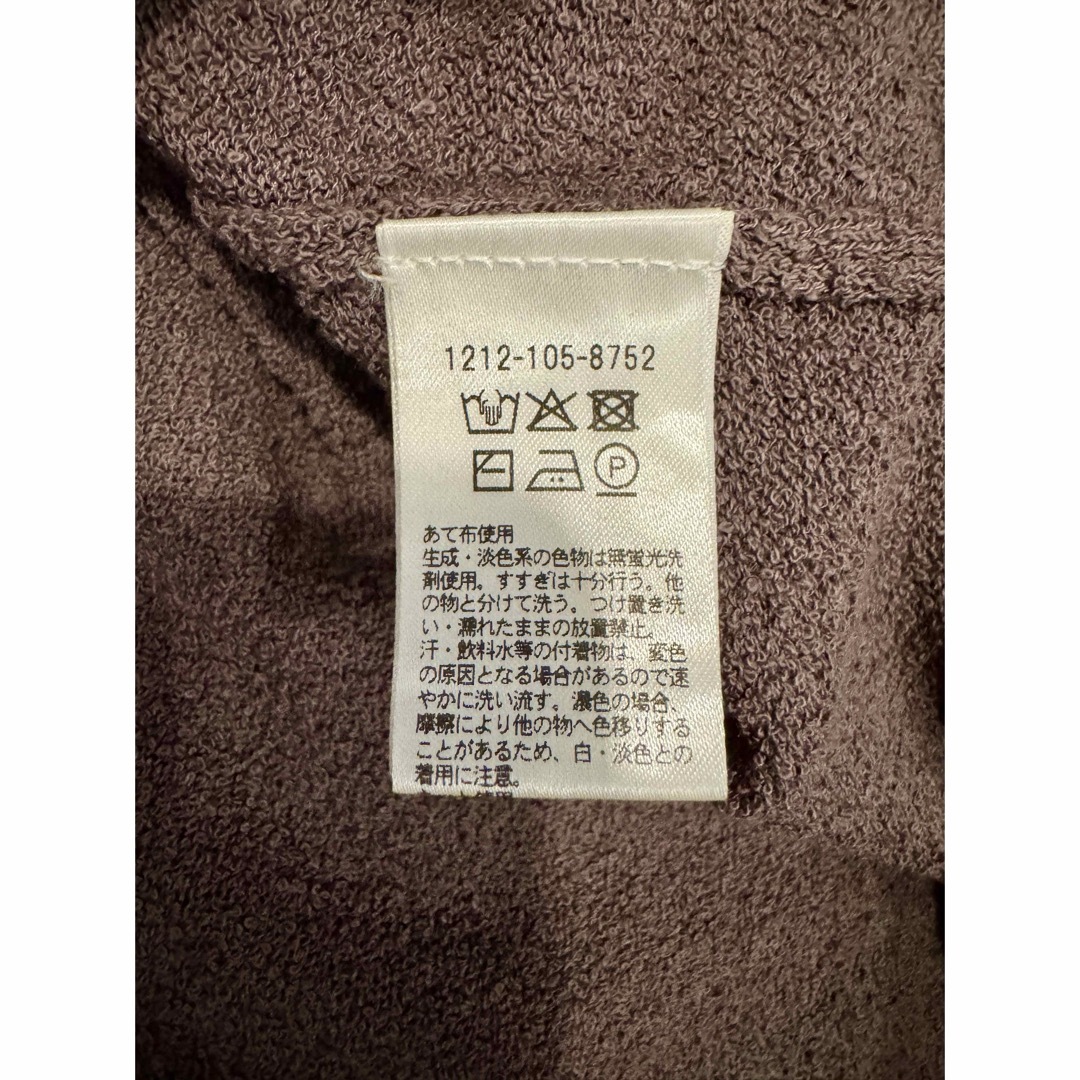 1212-105-8752
P
あて布使用
生成・淡色系の色物は無蛍光洗
剤使用。すすぎは十分行う。他
の物と分けて洗う。つけ置き洗
い・濡れたままの放置禁止。
汗・飲料水等の付着物は、変色
の原因となる場合があるので速
やかに洗い流す。濃色の場合、
摩擦により他の物へ色移りする
ことがあるため、白・淡色との
着用に注意。